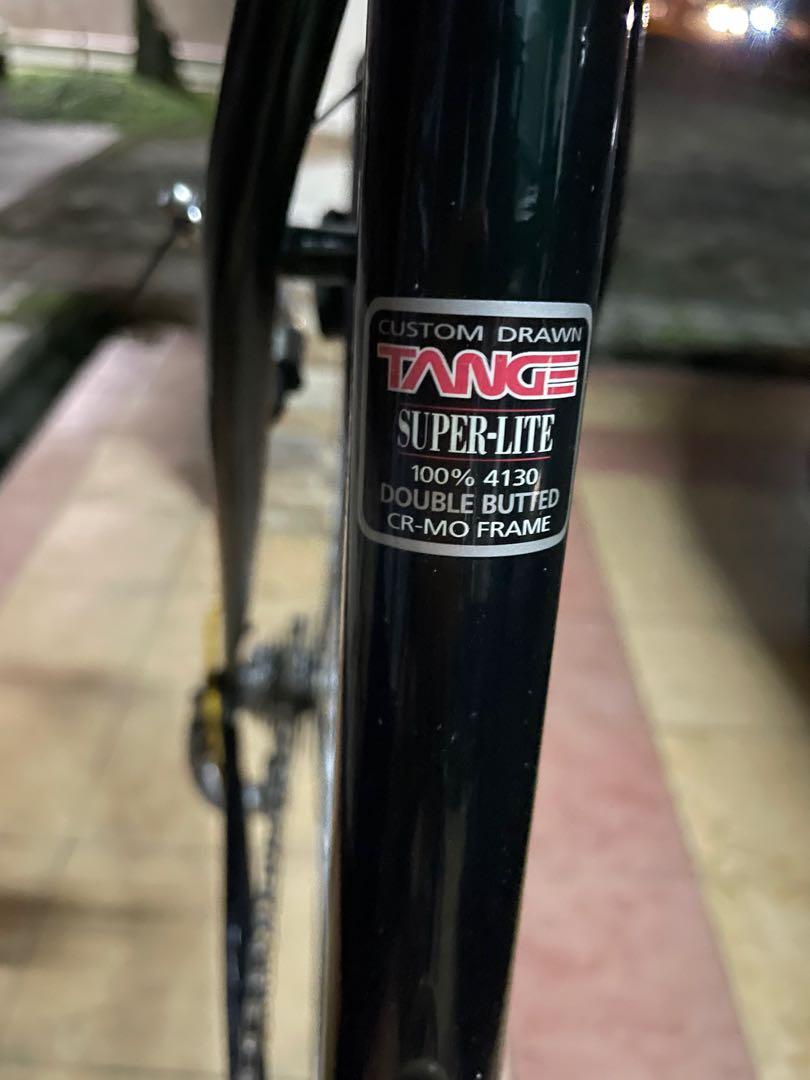 CUSTOM DRAWN
TANGE
SUPER-LITE
100% 4130
DOUBLE BUTTED
CR-MO FRAME